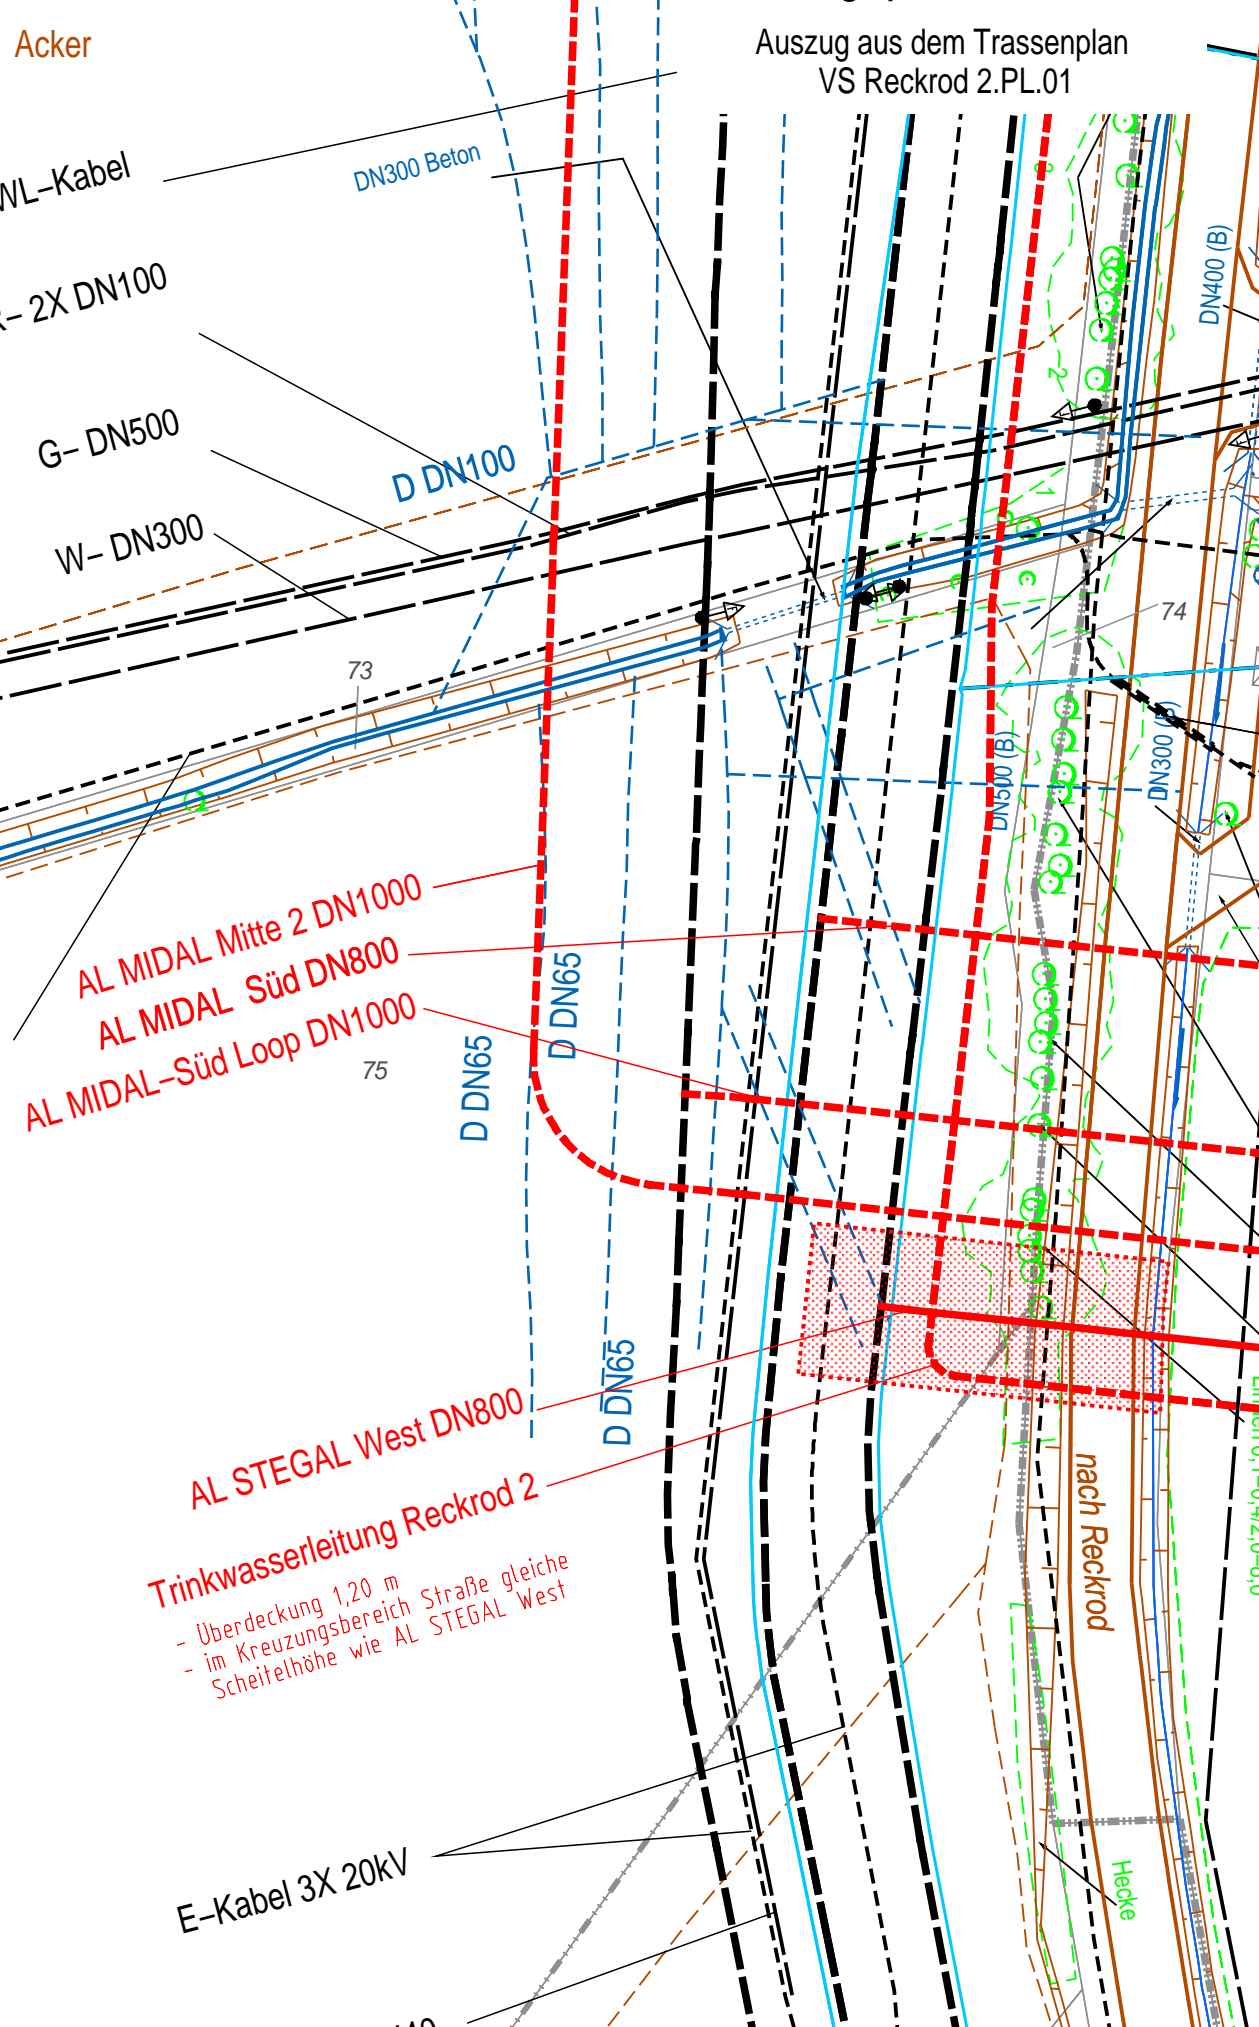 Auszug aus dem Trassenplan
VS Reckrod 2.PL.01
Acker
WL–Kabel
DN300 Beton
– 2X DN100
DN400 (B)
G– DN500
D DN100
W– DN300
74
73
DN500 (B)
DN300 (B)
AL MIDAL Mitte 2 DN1000
AL MIDAL Süd DN800
AL MIDAL–Süd Loop DN1000
75
D DN65
D DN65
D DN65
AL STEGAL West DN800
Trinkwasserleitung Reckrod 2
- Überdeckung 1,20 m
- im Kreuzungsbereich Straße gleiche
Scheitelhöhe wie AL STEGAL West
nach Reckrod
E–Kabel 3X 20kV
Hecke